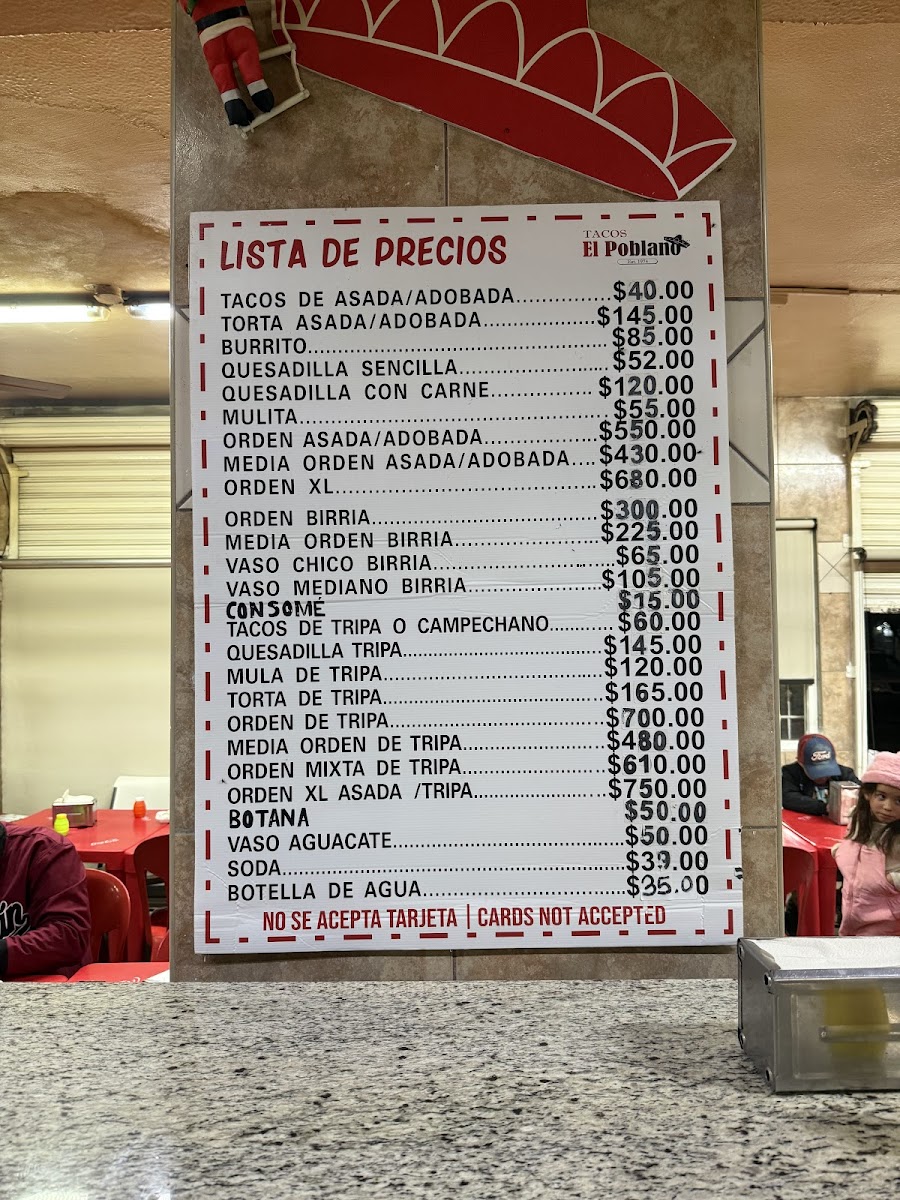 LISTA DE PRECIOS
TACOS
El Poblano
TACOS DE ASADA/ADOBADA..............$40.00
TORTA ASADA/ADOBADA....................$145.00
BURRITO......................................................$85.00
QUESADILLA SENCILLA..........................$52.00
QUESADILLA CON CARNE..................$120.00
MULITA.......................................................$55.00
ORDEN ASADA/ADOBADA....................$550.00
MEDIA ORDEN ASADA/ADOBADA....$430.00
ORDEN XL..............................................$680.00
ORDEN BIRRIA.......................................$300.00
MEDIA ORDEN BIRRIA.........................$225.00
VASO CHICO BIRRIA................................$65.00
VASO MEDIANO BIRRIA.......................$105.00
CONSOMÉ $15.00
TACOS DE TRIPA O CAMPECHANO...........$60.00
QUESADILLA TRIPA..................................$145.00
MULA DE TRIPA......................................$120.00
TORTA DE TRIPA......................................$165.00
ORDEN DE TRIPA.....................................$700.00
MEDIA ORDEN DE TRIPA.........................$480.00
ORDEN MIXTA DE TRIPA.........................$610.00
ORDEN XL ASADA /TRIPA.......................$750.00
BOTANA $50.00
VASO AGUACATE.......................................$50.00
SODA..........................................................$39.00
BOTELLA DE AGUA..................................$35.00
NO SE ACEPTA TARJETA | CARDS NOT ACCEPTED
Ford